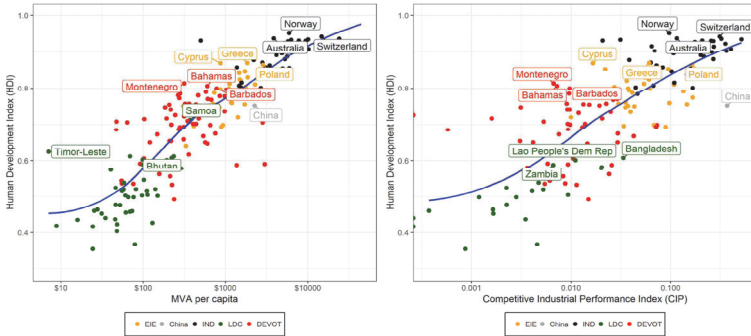 Human Development Index (HDI)
1.0
0.8
0.6
0.4
Norway
Cyprus
Greece
Australia
Switzerland
Bahamas
Poland
Montenegro
Barbados
Samoa
China
Timor-Leste
Bhutan
$10
$100
$1000
$10000
MVA per capita
EIE China IND LDC DEVOT
Human Development Index (HDI)
1.0
0.8
0.6
0.4
Norway
Switzerland
Cyprus
Australia
Montenegro
Greece
Poland
Bahamas
Barbados
China
Lao People's Dem Rep
Bangladesh
Zambia
0.001
0.010
0.100
Competitive Industrial Performance Index (CIP)
EIE China IND LDC DEVOT